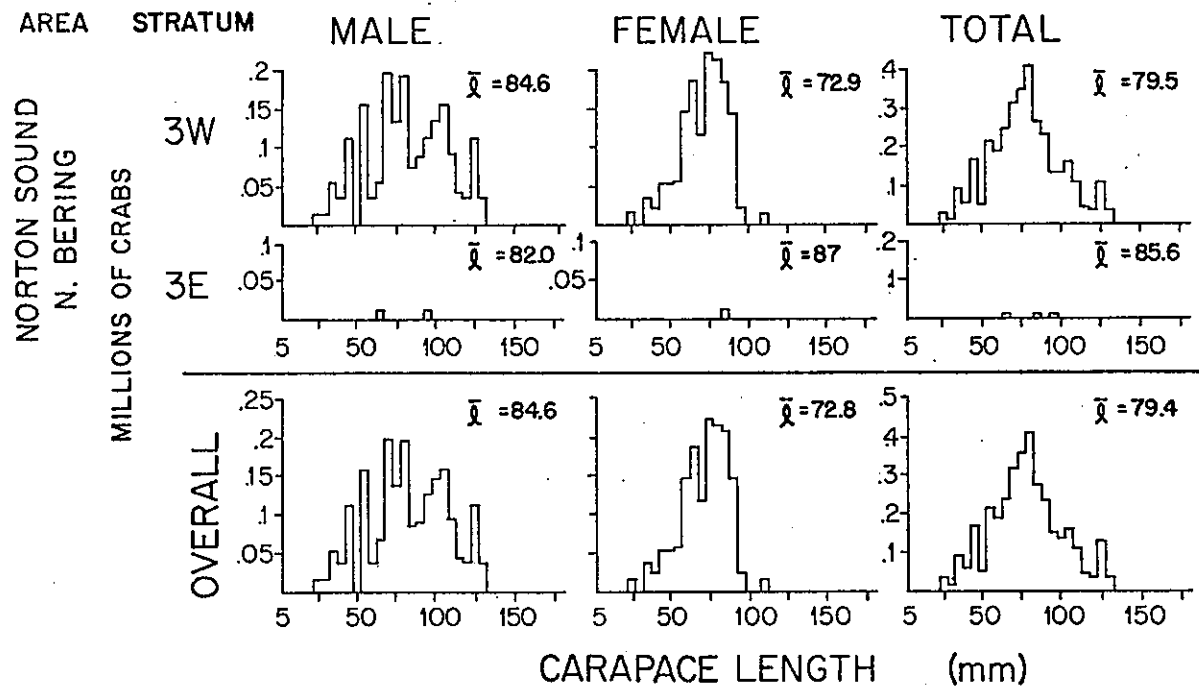 AREA STRATUM MALE FEMALE TOTAL
NORTON SOUND
N. BERING
MILLIONS OF CRABS
3W
.2
.15
.1
.05
ℓ̄ =84.6
ℓ̄ =72.9
.4
.3
.2
.1
ℓ̄ =79.5
3E
.1
.05
ℓ̄ =82.0
.1
.05
ℓ̄ =87
.2
.1
ℓ̄ =85.6
5 50 100 150
5 50 100 150
5 50 100 150
OVERALL
.25
.2
.15
.1
.05
ℓ̄ =84.6
ℓ̄ =72.8
.5
.4
.3
.2
.1
ℓ̄ =79.4
5 50 100 150
5 50 100 150
5 50 100 150
CARAPACE LENGTH (mm)